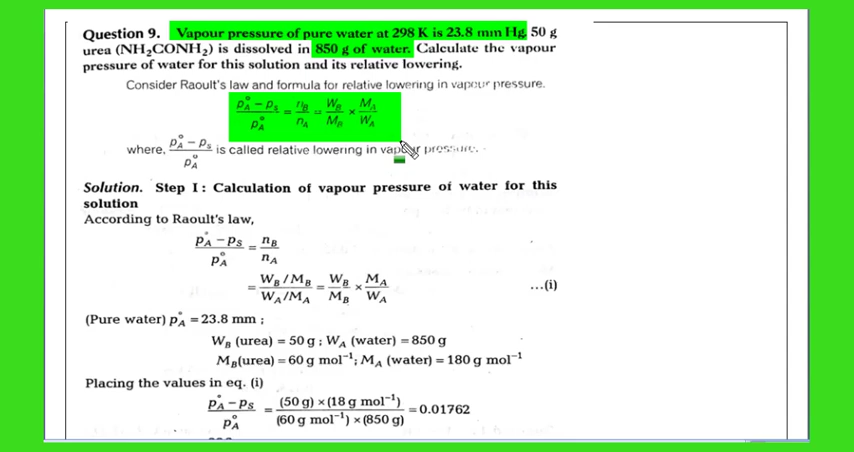 Question 9. Vapour pressure of pure water at 298 K is 23.8 mm Hg. 50 g
urea (NH₂CONH₂) is dissolved in 850 g of water. Calculate the vapour
pressure of water for this solution and its relative lowering.
Consider Raoult's law and formula for relative lowering in vapour pressure.
(p°A − pS)/p°A = nB/nA = WB/MB × MA/WA
where, (p°A − pS)/p°A is called relative lowering in vapour pressure.
Solution. Step I: Calculation of vapour pressure of water for this
solution
According to Raoult's law,
(p°A − pS)/p°A = nB/nA
= (WB/MB)/(WA/MA) = WB/MB × MA/WA ...(i)
(Pure water) p°A = 23.8 mm ;
WB (urea) = 50 g ; WA (water) = 850 g
MB(urea) = 60 g mol⁻¹; MA (water) = 180 g mol⁻¹
Placing the values in eq. (i)
(p°A − pS)/p°A = (50 g) × (18 g mol⁻¹)/(60 g mol⁻¹) × (850 g) = 0.01762